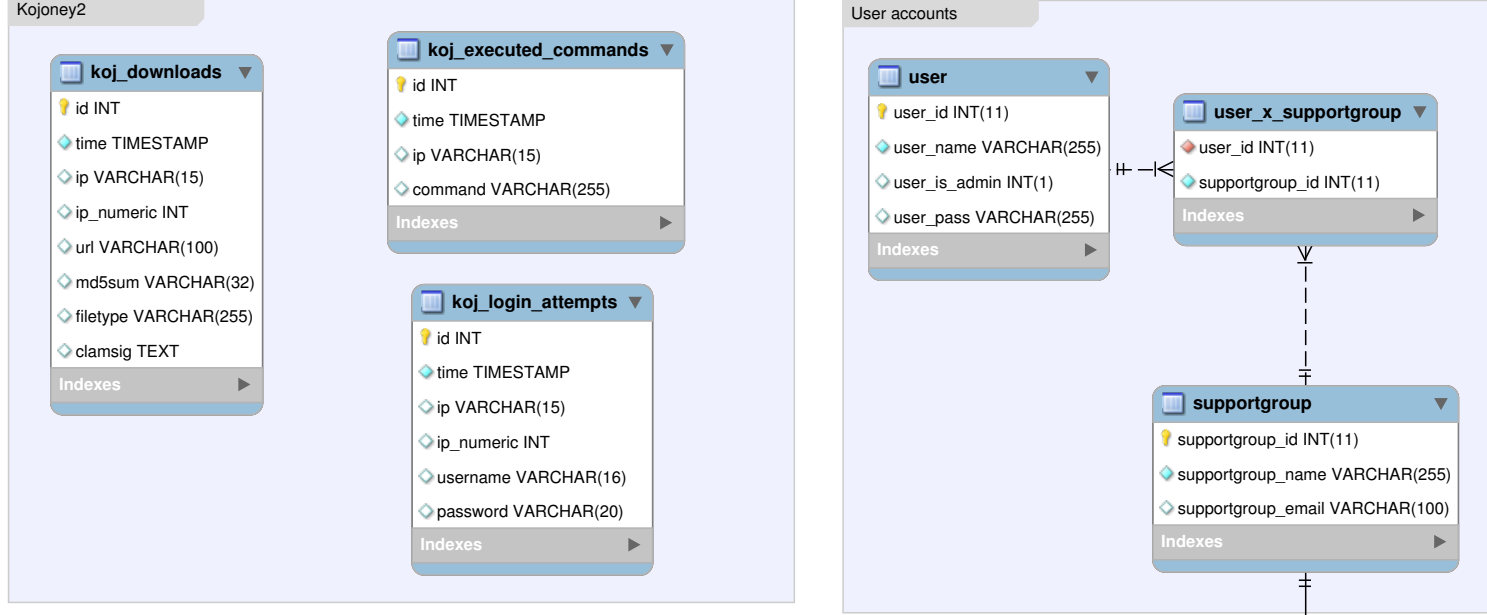 Kojoney2
koj_downloads
id INT
time TIMESTAMP
ip VARCHAR(15)
ip_numeric INT
url VARCHAR(100)
md5sum VARCHAR(32)
filetype VARCHAR(255)
clamsig TEXT
Indexes
koj_executed_commands
id INT
time TIMESTAMP
ip VARCHAR(15)
command VARCHAR(255)
Indexes
koj_login_attempts
id INT
time TIMESTAMP
ip VARCHAR(15)
ip_numeric INT
username VARCHAR(16)
password VARCHAR(20)
Indexes
User accounts
user
user_id INT(11)
user_name VARCHAR(255)
user_is_admin INT(1)
user_pass VARCHAR(255)
Indexes
user_x_supportgroup
user_id INT(11)
supportgroup_id INT(11)
Indexes
supportgroup
supportgroup_id INT(11)
supportgroup_name VARCHAR(255)
supportgroup_email VARCHAR(100)
Indexes